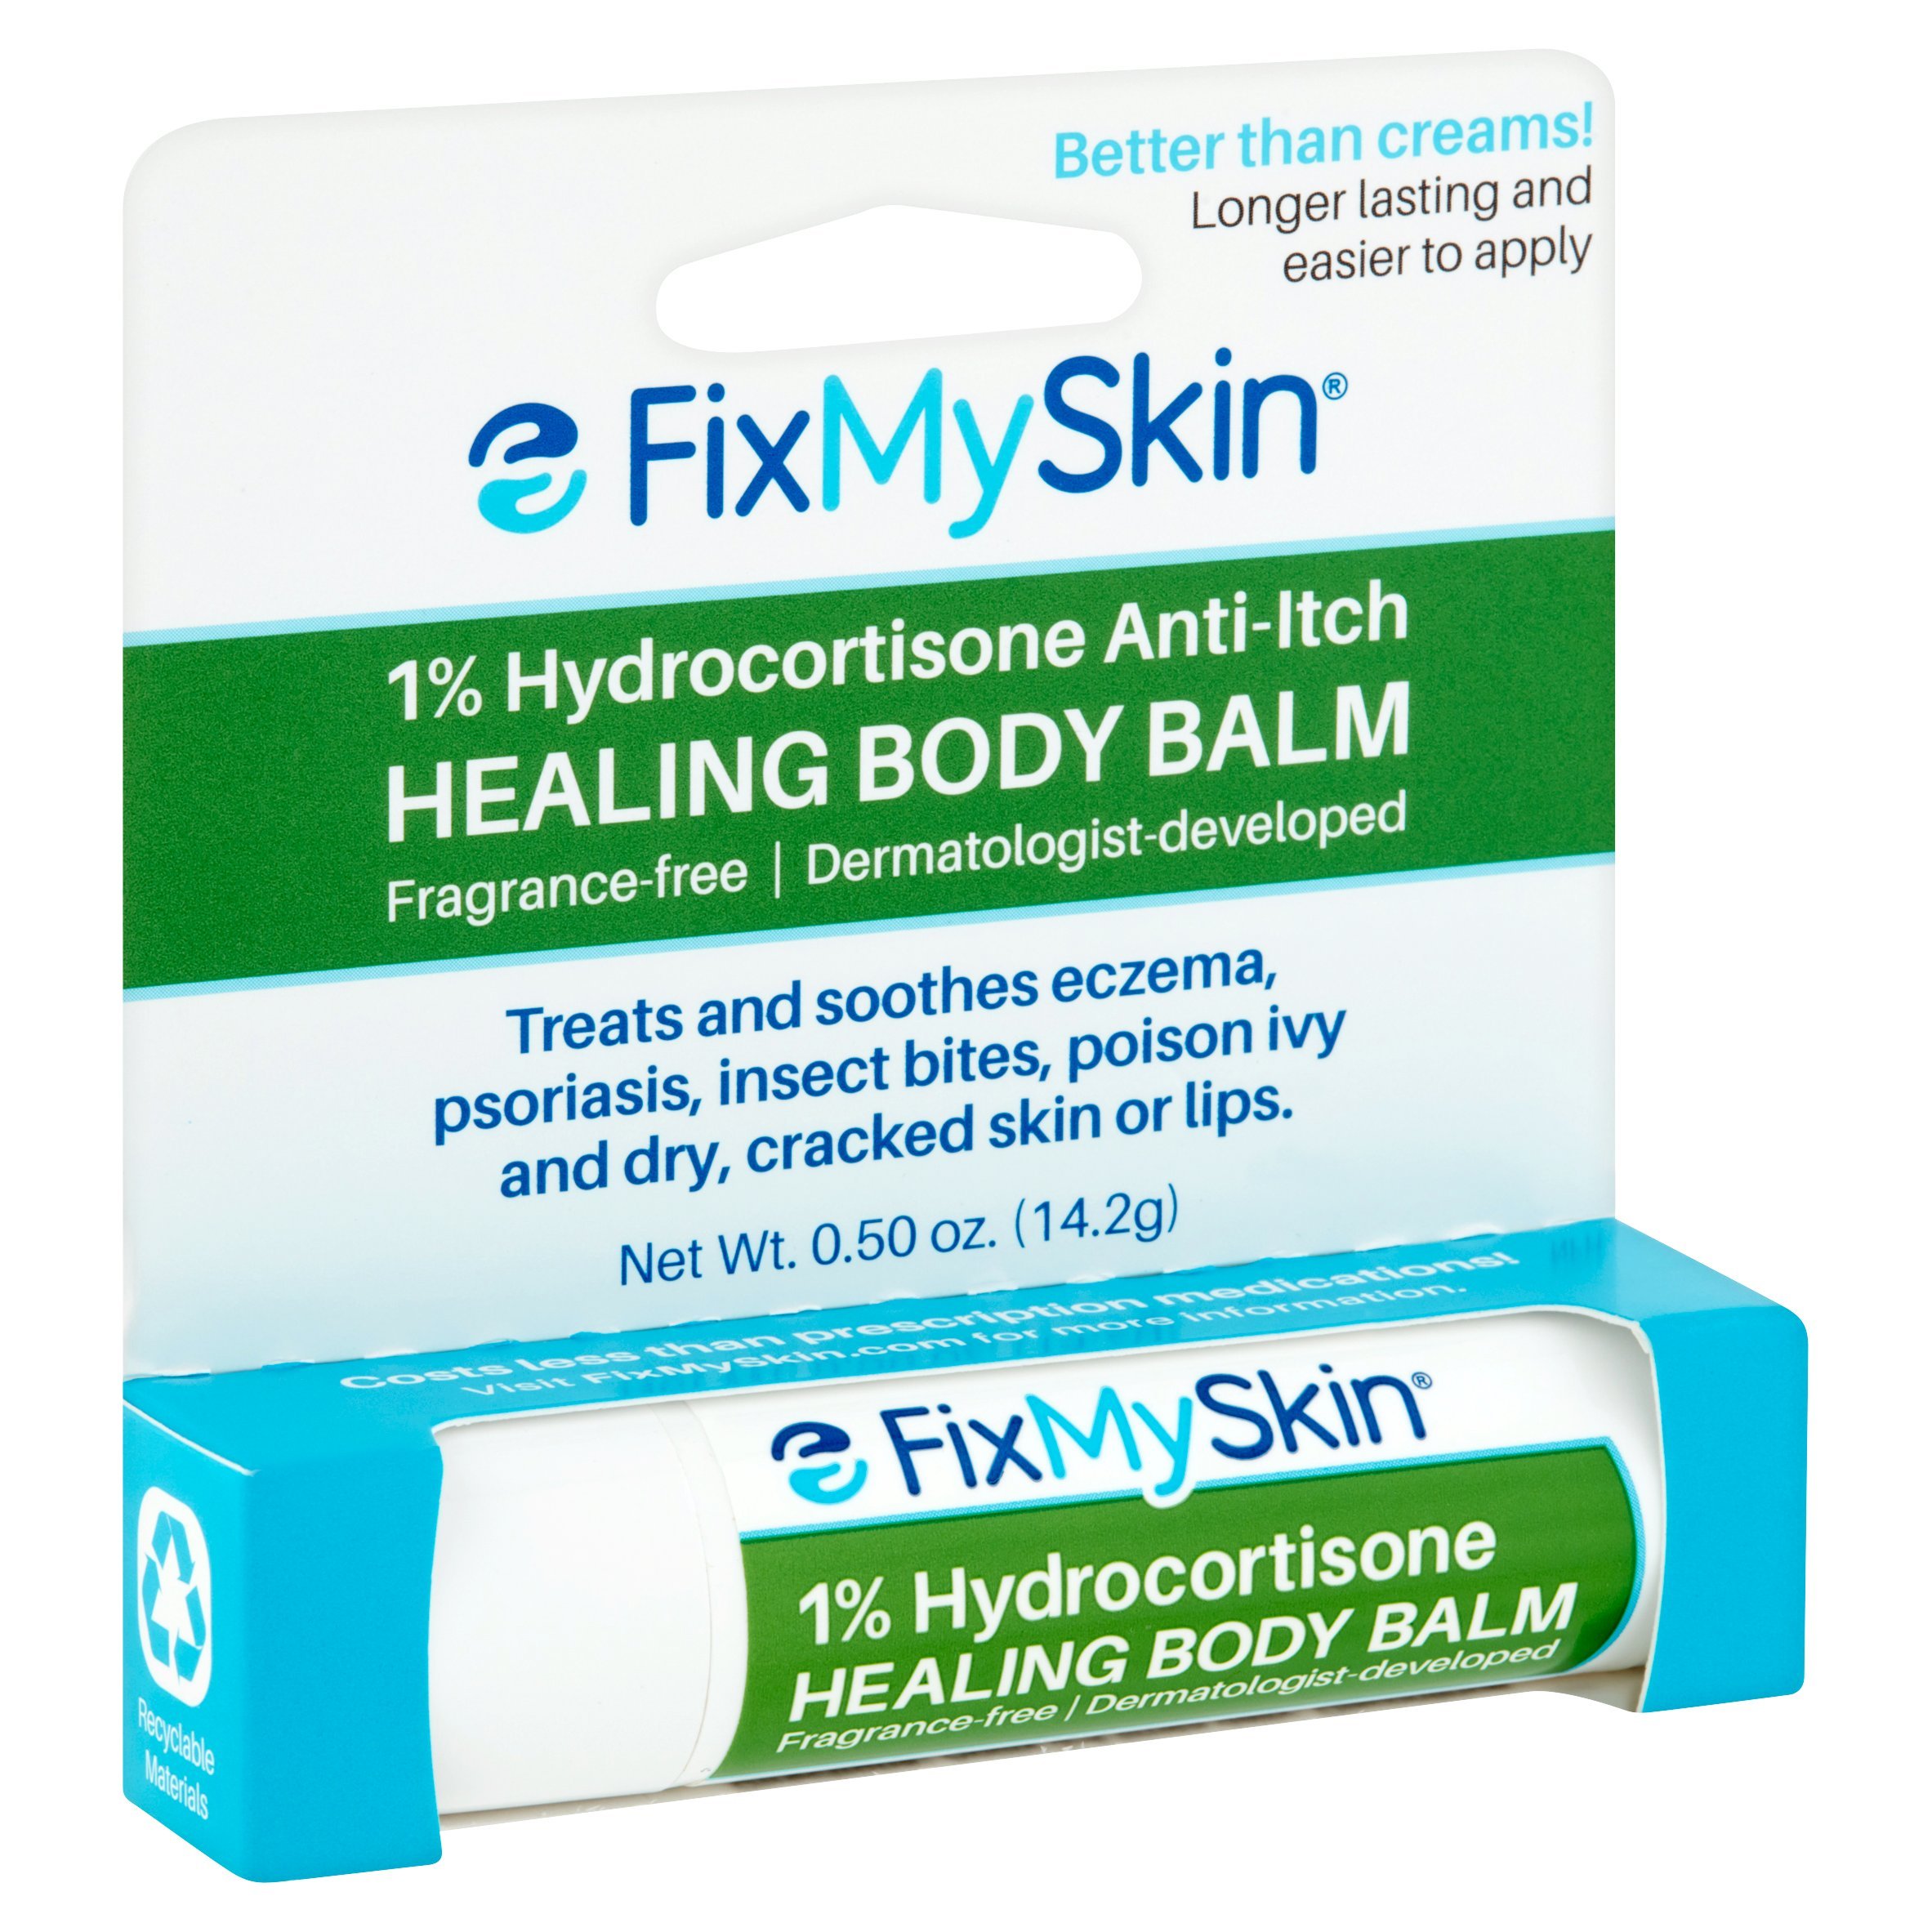 Better than creams!
Longer lasting and
easier to apply
FixMySkin®
1% Hydrocortisone Anti-Itch
HEALING BODY BALM
Fragrance-free | Dermatologist-developed
Treats and soothes eczema,
psoriasis, insect bites, poison ivy
and dry, cracked skin or lips.
Net Wt. 0.50 oz. (14.2g)
Costs less than prescription medications!
Visit FixMySkin.com for more information.
FixMySkin®
1% Hydrocortisone
HEALING BODY BALM
Fragrance-free / Dermatologist-developed
Recyclable
Materials